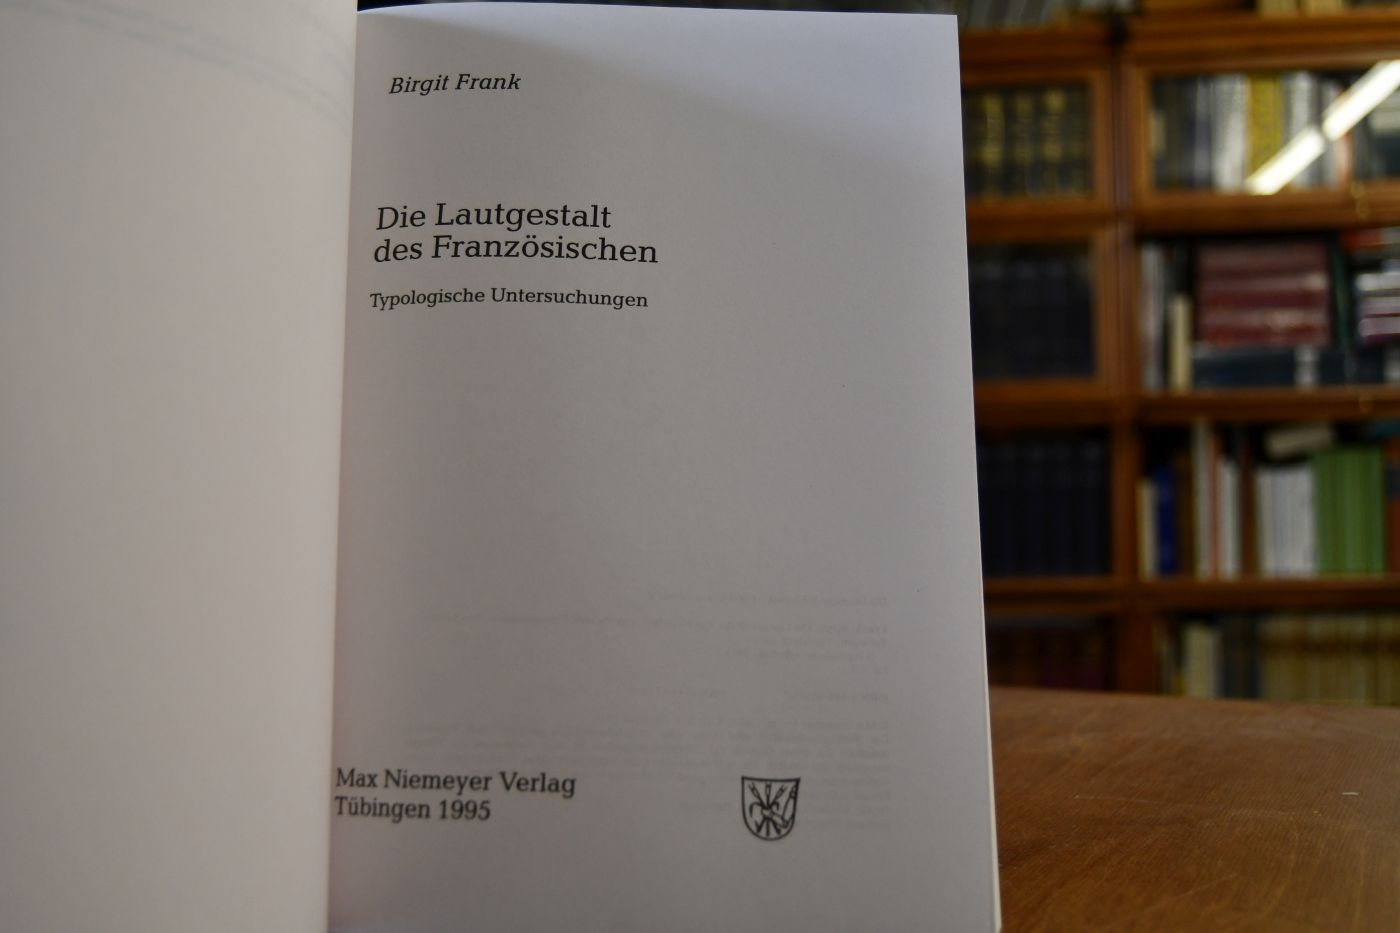 Birgit Frank
Die Lautgestalt
des Französischen
Typologische Untersuchungen
Max Niemeyer Verlag
Tübingen 1995